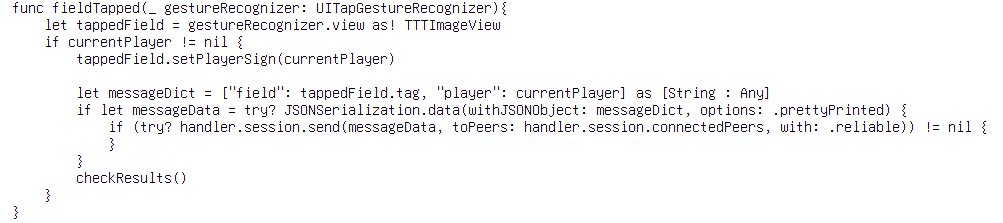 func fieldTapped(_ gestureRecognizer: UITapGestureRecognizer){
    let tappedField = gestureRecognizer.view as! TTTImageView
    if currentPlayer != nil {
        tappedField.setPlayerSign(currentPlayer)

        let messageDict = ["field": tappedField.tag, "player": currentPlayer] as [String : Any]
        if let messageData = try? JSONSerialization.data(withJSONObject: messageDict, options: .prettyPrinted) {
            if (try? handler.session.send(messageData, toPeers: handler.session.connectedPeers, with: .reliable)) != nil {
            }
        }
        checkResults()
    }
}